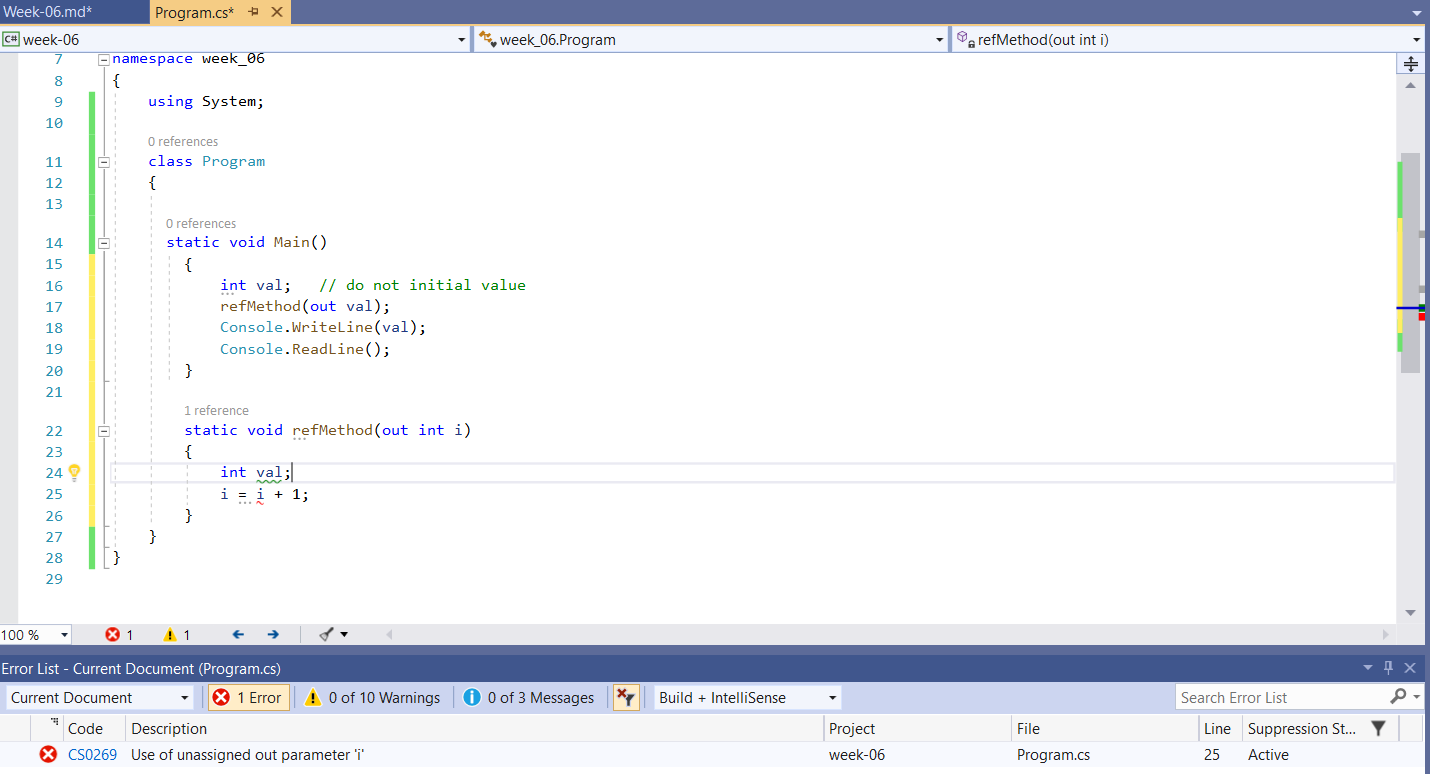 Week-06.md* Program.cs*
C# week-06 week_06.Program refMethod(out int i)
7 namespace week_06
8 {
9 using System;
10
0 references
11 class Program
12 {
13
0 references
14 static void Main()
15 {
16 int val; // do not initial value
17 refMethod(out val);
18 Console.WriteLine(val);
19 Console.ReadLine();
20 }
21
1 reference
22 static void refMethod(out int i)
23 {
24 int val;
25 i = i + 1;
26 }
27 }
28 }
29
100 % 1 1
Error List - Current Document (Program.cs)
Current Document 1 Error 0 of 10 Warnings 0 of 3 Messages Build + IntelliSense Search Error List
Code Description Project File Line Suppression St...
CS0269 Use of unassigned out parameter 'i' week-06 Program.cs 25 Active